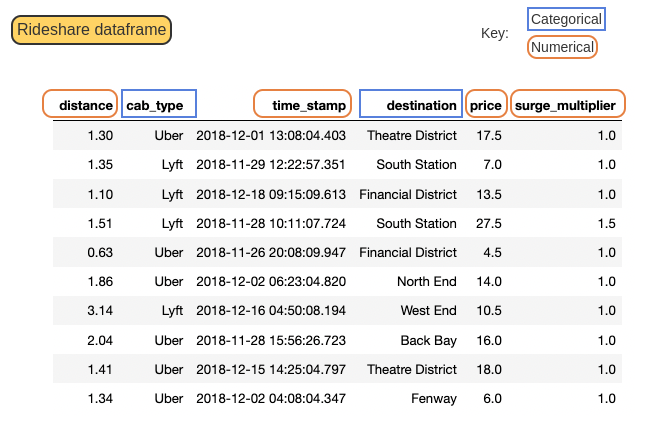 Rideshare dataframe
Key:
Categorical
Numerical
distance cab_type time_stamp destination price surge_multiplier
1.30 Uber 2018-12-01 13:08:04.403 Theatre District 17.5 1.0
1.35 Lyft 2018-11-29 12:22:57.351 South Station 7.0 1.0
1.10 Lyft 2018-12-18 09:15:09.613 Financial District 13.5 1.0
1.51 Lyft 2018-11-28 10:11:07.724 South Station 27.5 1.5
0.63 Uber 2018-11-26 20:08:09.947 Financial District 4.5 1.0
1.86 Uber 2018-12-02 06:23:04.820 North End 14.0 1.0
3.14 Lyft 2018-12-16 04:50:08.194 West End 10.5 1.0
2.04 Uber 2018-11-28 15:56:26.723 Back Bay 16.0 1.0
1.41 Uber 2018-12-15 14:25:04.797 Theatre District 18.0 1.0
1.34 Uber 2018-12-02 04:08:04.347 Fenway 6.0 1.0